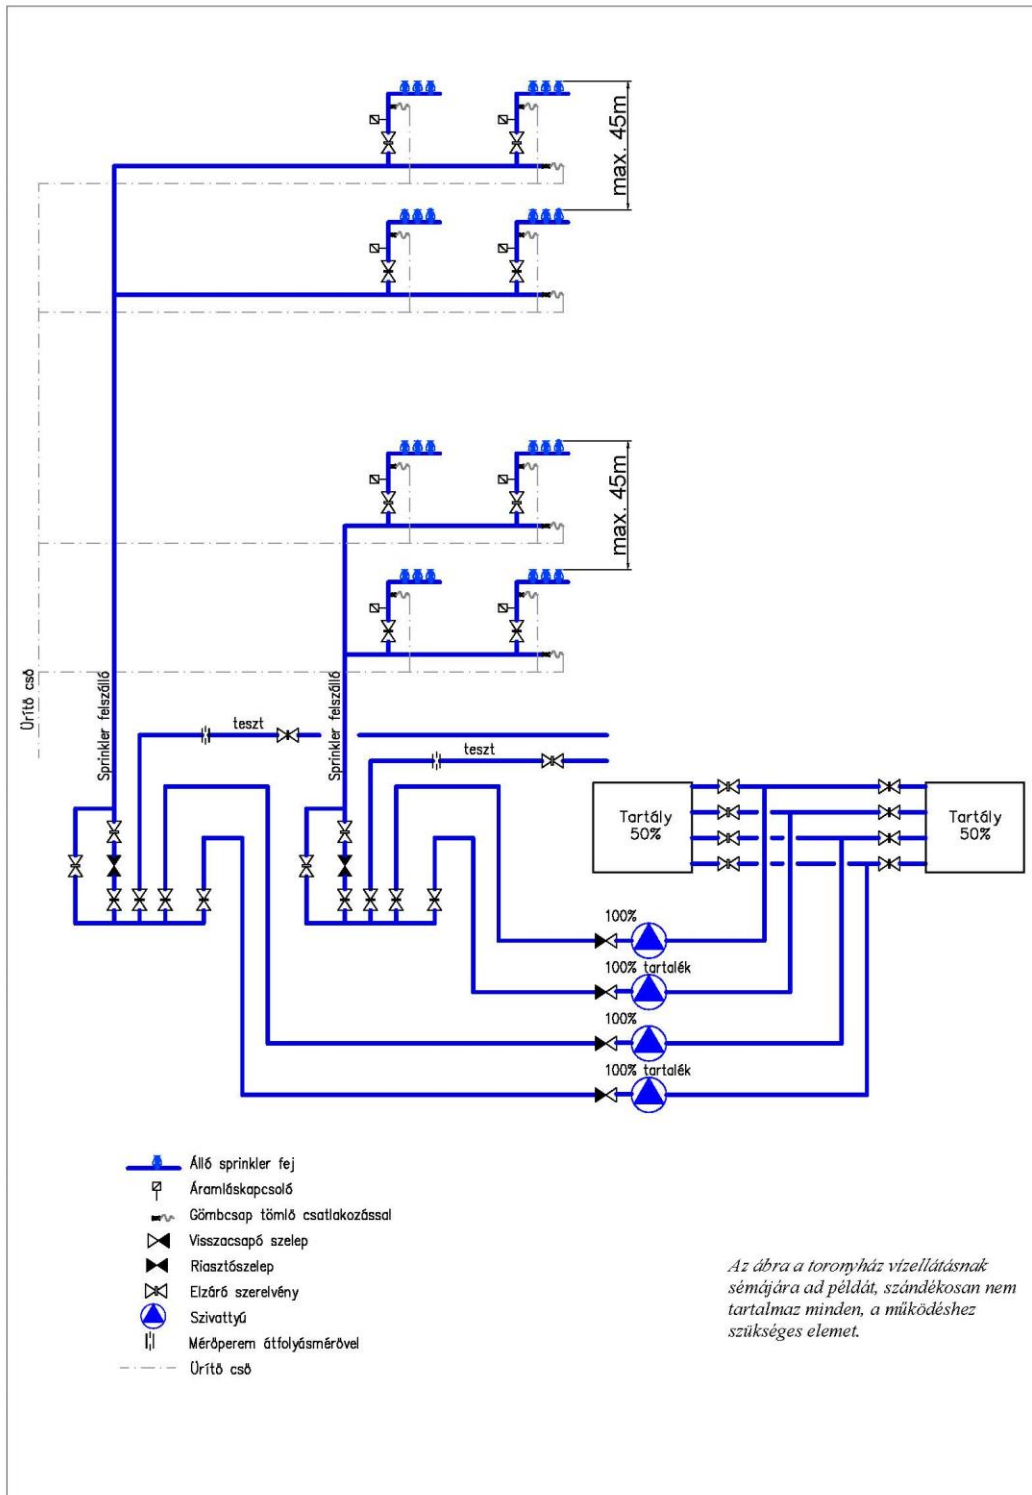 max. 45m
max. 45m
Ürítő cső
Sprinkler felszálló
Sprinkler felszálló
teszt
teszt
Tartály
50%
Tartály
50%
100%
100% tartalék
100%
100% tartalék
Álló sprinkler fej
Áramláskapcsoló
Gömbcsap tömlő csatlakozással
Visszacsapó szelep
Riasztószelep
Elzáró szerelvény
Szivattyú
Mérőperem átfolyásmérővel
Ürítő cső
Az ábra a toronyház vízellátásnak
sémájára ad példát, szándékosan nem
tartalmaz minden, a működéshez
szükséges elemet.